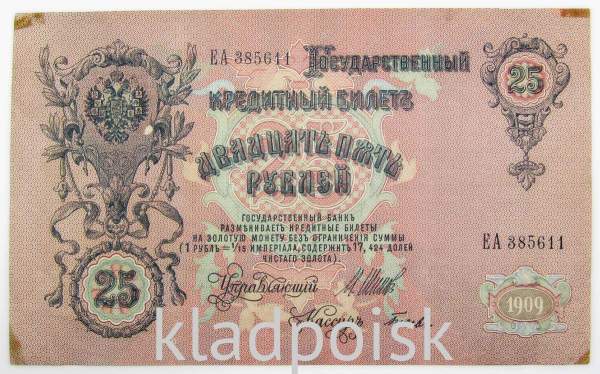 ЕА 385611 Государственный 25
Кредитный Билетъ
Двадцать пять
рублей
ГОСУДАРСТВЕННЫЙ БАНКЪ
РАЗМѢНИВАЕТЪ КРЕДИТНЫЕ БИЛЕТЫ
НА ЗОЛОТУЮ МОНЕТУ БЕЗЪ ОГРАНИЧЕНІЯ СУММЫ
(1 РУБЛЬ = 1/15 ИМПЕРІАЛА, СОДЕРЖИТЪ 17,424 ДОЛЕЙ
ЧИСТАГО ЗОЛОТА).
ЕА 385611
25
Управляющій
Кассиръ
1909
kladpoisk